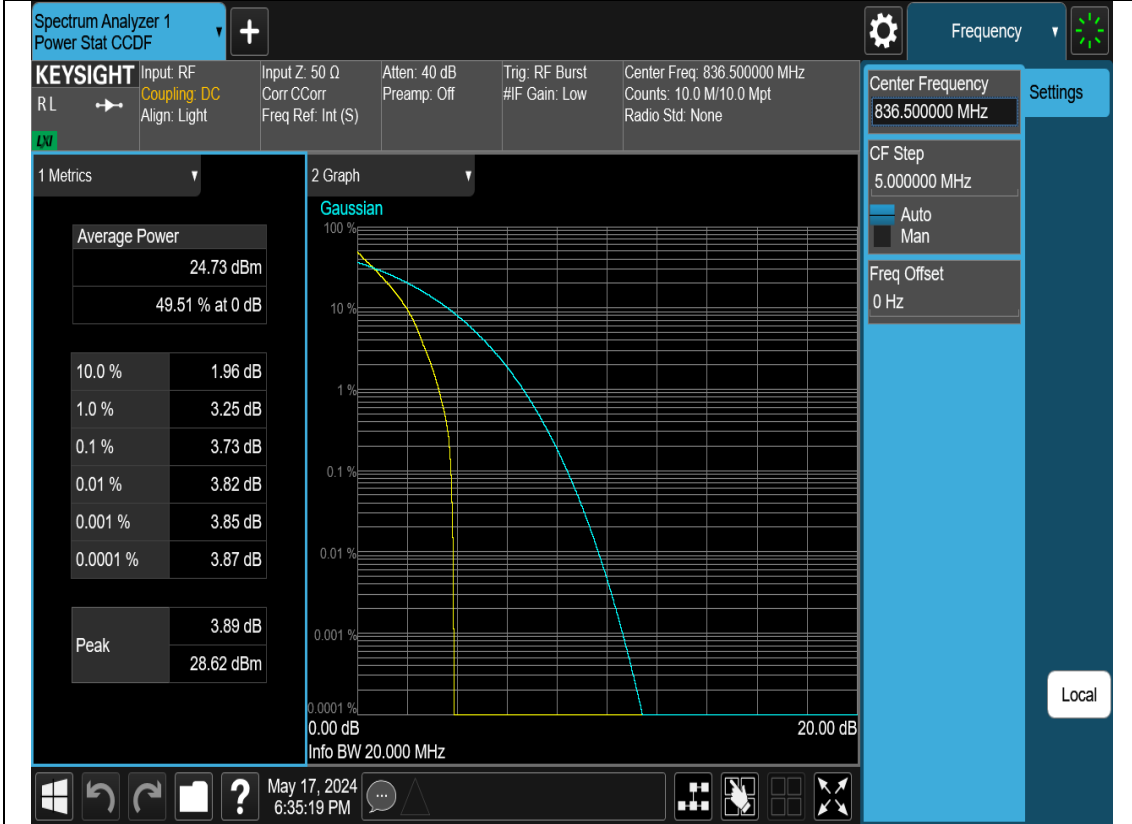 Spectrum Analyzer 1
Power Stat CCDF
Frequency
KEYSIGHT
RL
LXI
Input: RF
Coupling: DC
Align: Light
Input Z: 50 Ω
Corr CCorr
Freq Ref: Int (S)
Atten: 40 dB
Preamp: Off
Trig: RF Burst
#IF Gain: Low
Center Freq: 836.500000 MHz
Counts: 10.0 M/10.0 Mpt
Radio Std: None
Center Frequency
836.500000 MHz
Settings
CF Step
5.000000 MHz
Auto
Man
Freq Offset
0 Hz
1 Metrics
Average Power
24.73 dBm
49.51 % at 0 dB
10.0 % 1.96 dB
1.0 % 3.25 dB
0.1 % 3.73 dB
0.01 % 3.82 dB
0.001 % 3.85 dB
0.0001 % 3.87 dB
Peak
3.89 dB
28.62 dBm
2 Graph
Gaussian
100 %
10 %
1 %
0.1 %
0.01 %
0.001 %
0.0001 %
0.00 dB 20.00 dB
Info BW 20.000 MHz
Local
?
May 17, 2024
6:35:19 PM